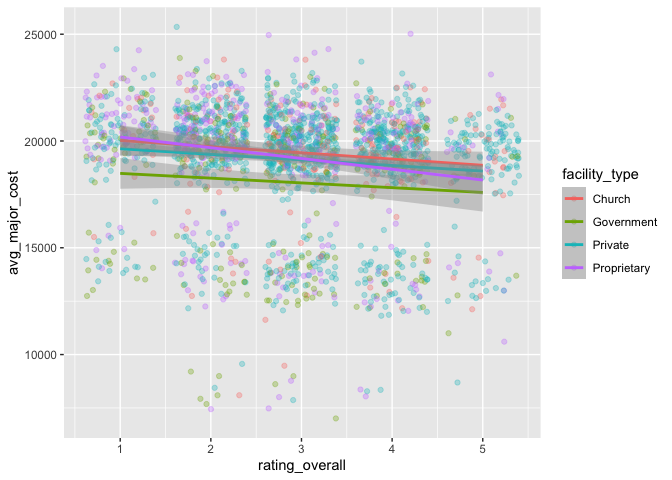 25000
20000
15000
10000
avg_major_cost
1 2 3 4 5
rating_overall
facility_type
Church
Government
Private
Proprietary